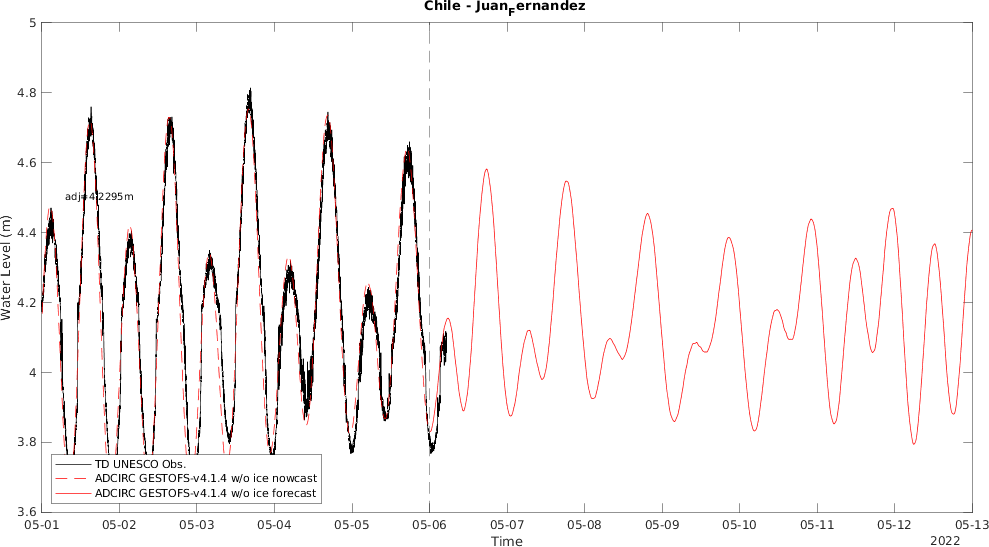 Chile - JuanFernandez
5
4.8
4.6
4.4
4.2
4
3.8
3.6
Water Level (m)
adj=4.2295m
TD UNESCO Obs.
ADCIRC GESTOFS-v4.1.4 w/o ice nowcast
ADCIRC GESTOFS-v4.1.4 w/o ice forecast
05-01 05-02 05-03 05-04 05-05 05-06 05-07 05-08 05-09 05-10 05-11 05-12 05-13
Time
2022